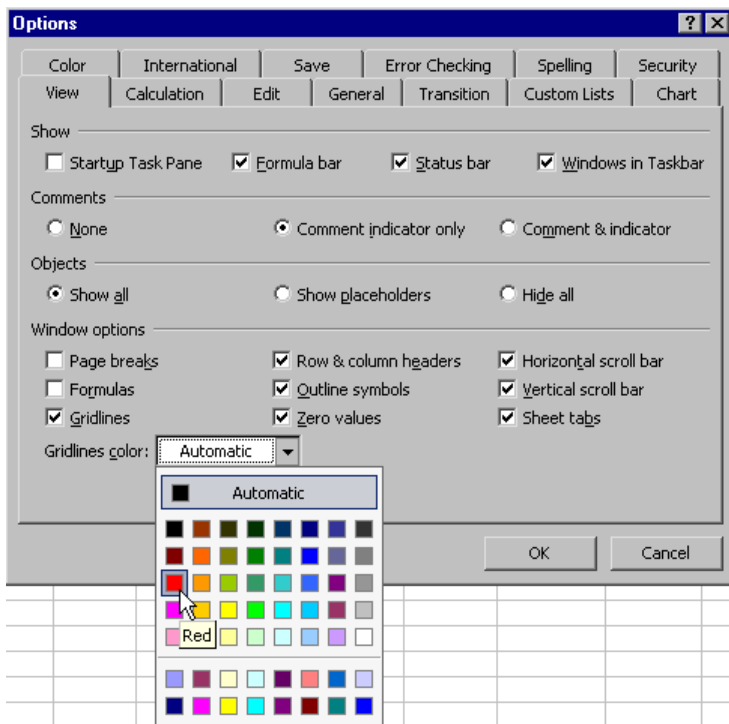 Options
Color International Save Error Checking Spelling Security
View Calculation Edit General Transition Custom Lists Chart
Show
Startup Task Pane Formula bar Status bar Windows in Taskbar
Comments
None Comment indicator only Comment & indicator
Objects
Show all Show placeholders Hide all
Window options
Page breaks Row & column headers Horizontal scroll bar
Formulas Outline symbols Vertical scroll bar
Gridlines Zero values Sheet tabs
Gridlines color: Automatic
Automatic
OK Cancel
Red